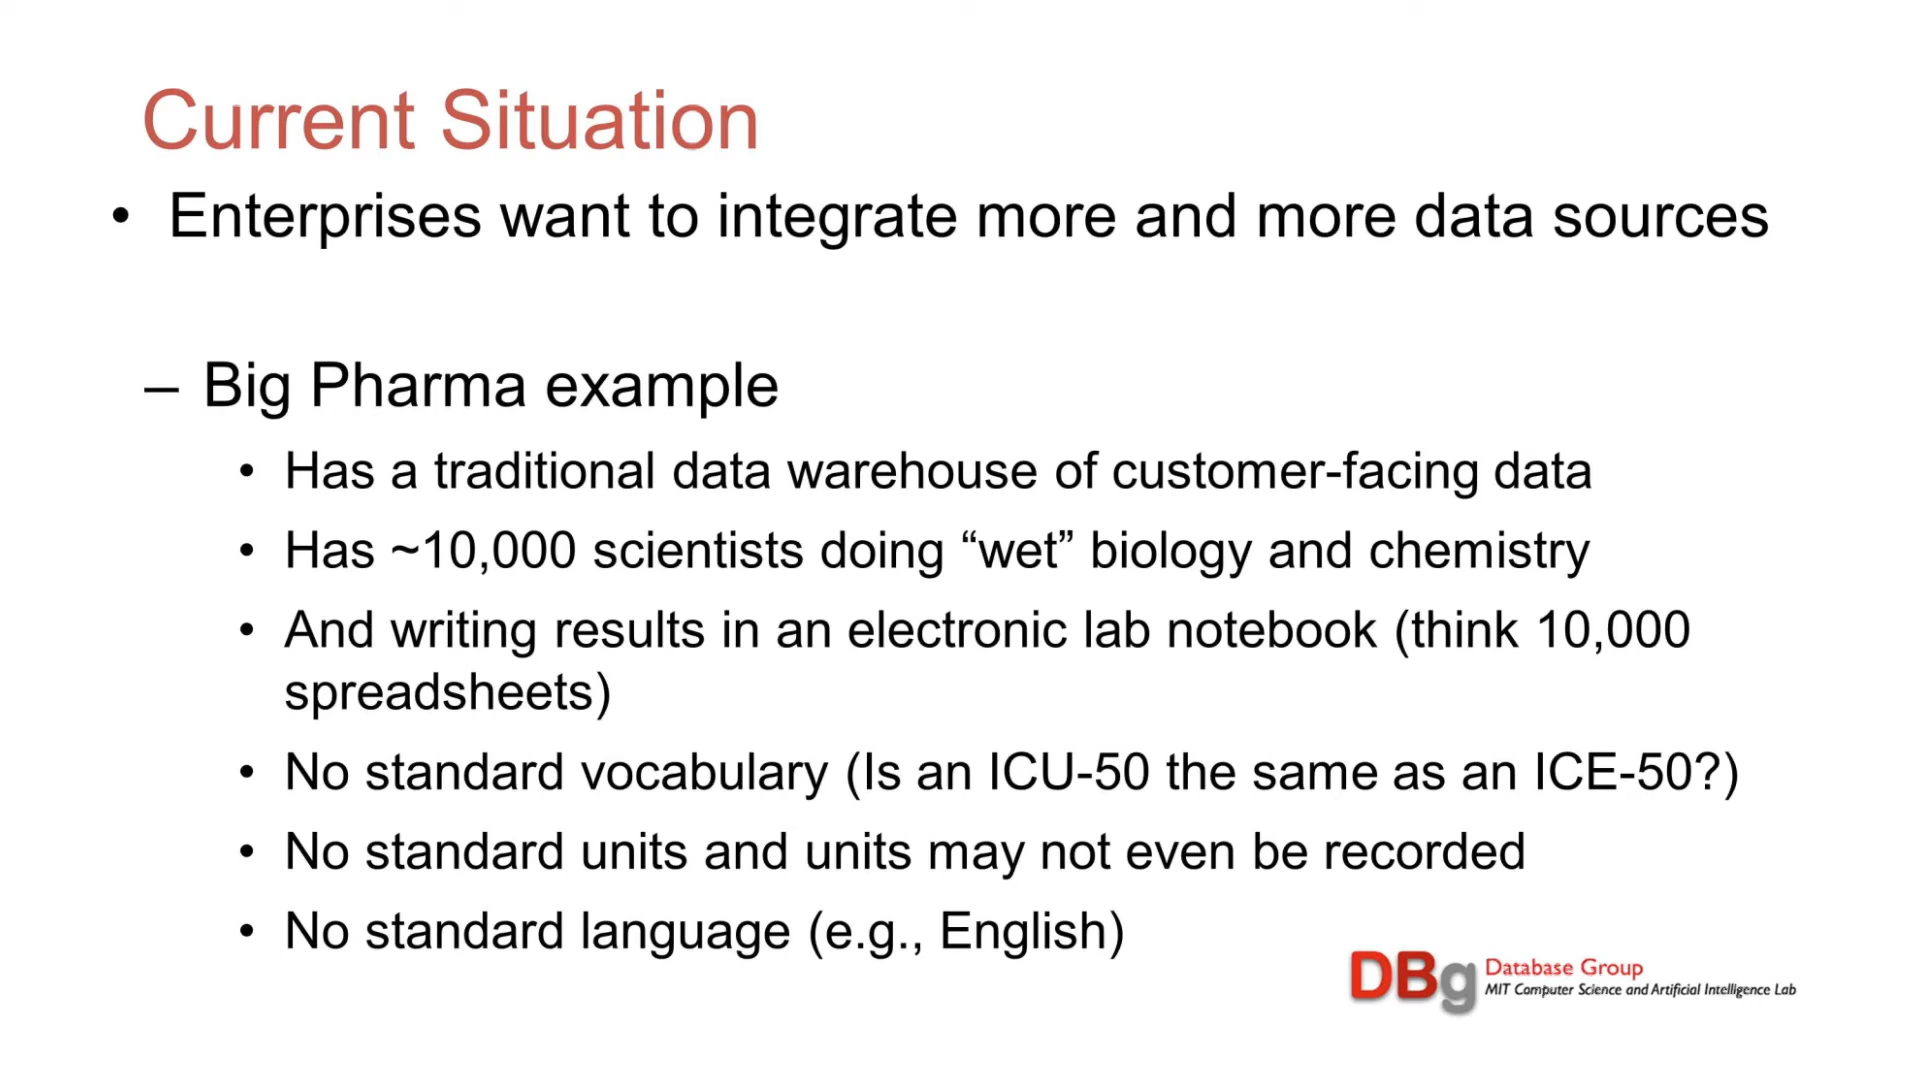 Current Situation
• Enterprises want to integrate more and more data sources
– Big Pharma example
• Has a traditional data warehouse of customer-facing data
• Has ~10,000 scientists doing “wet” biology and chemistry
• And writing results in an electronic lab notebook (think 10,000
spreadsheets)
• No standard vocabulary (Is an ICU-50 the same as an ICE-50?)
• No standard units and units may not even be recorded
• No standard language (e.g., English)
DBg Database Group
MIT Computer Science and Artificial Intelligence Lab